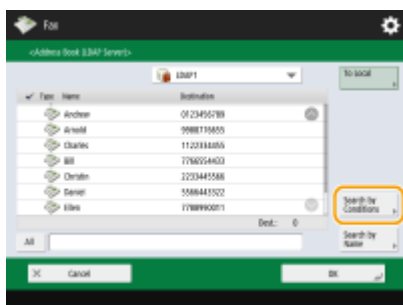 Fax
<Address Book (LDAP Server)>
LDAP1
To Local
Type Name Destination
Andrew 0123456789
Arnold 9988776655
Charles 1122334455
Bill 7766554433
Christin 2233445566
Daniel 5566443322
Ellen 7788990011
Search by
Conditions
Dest.: 0
All
Search by
Name
Cancel
OK